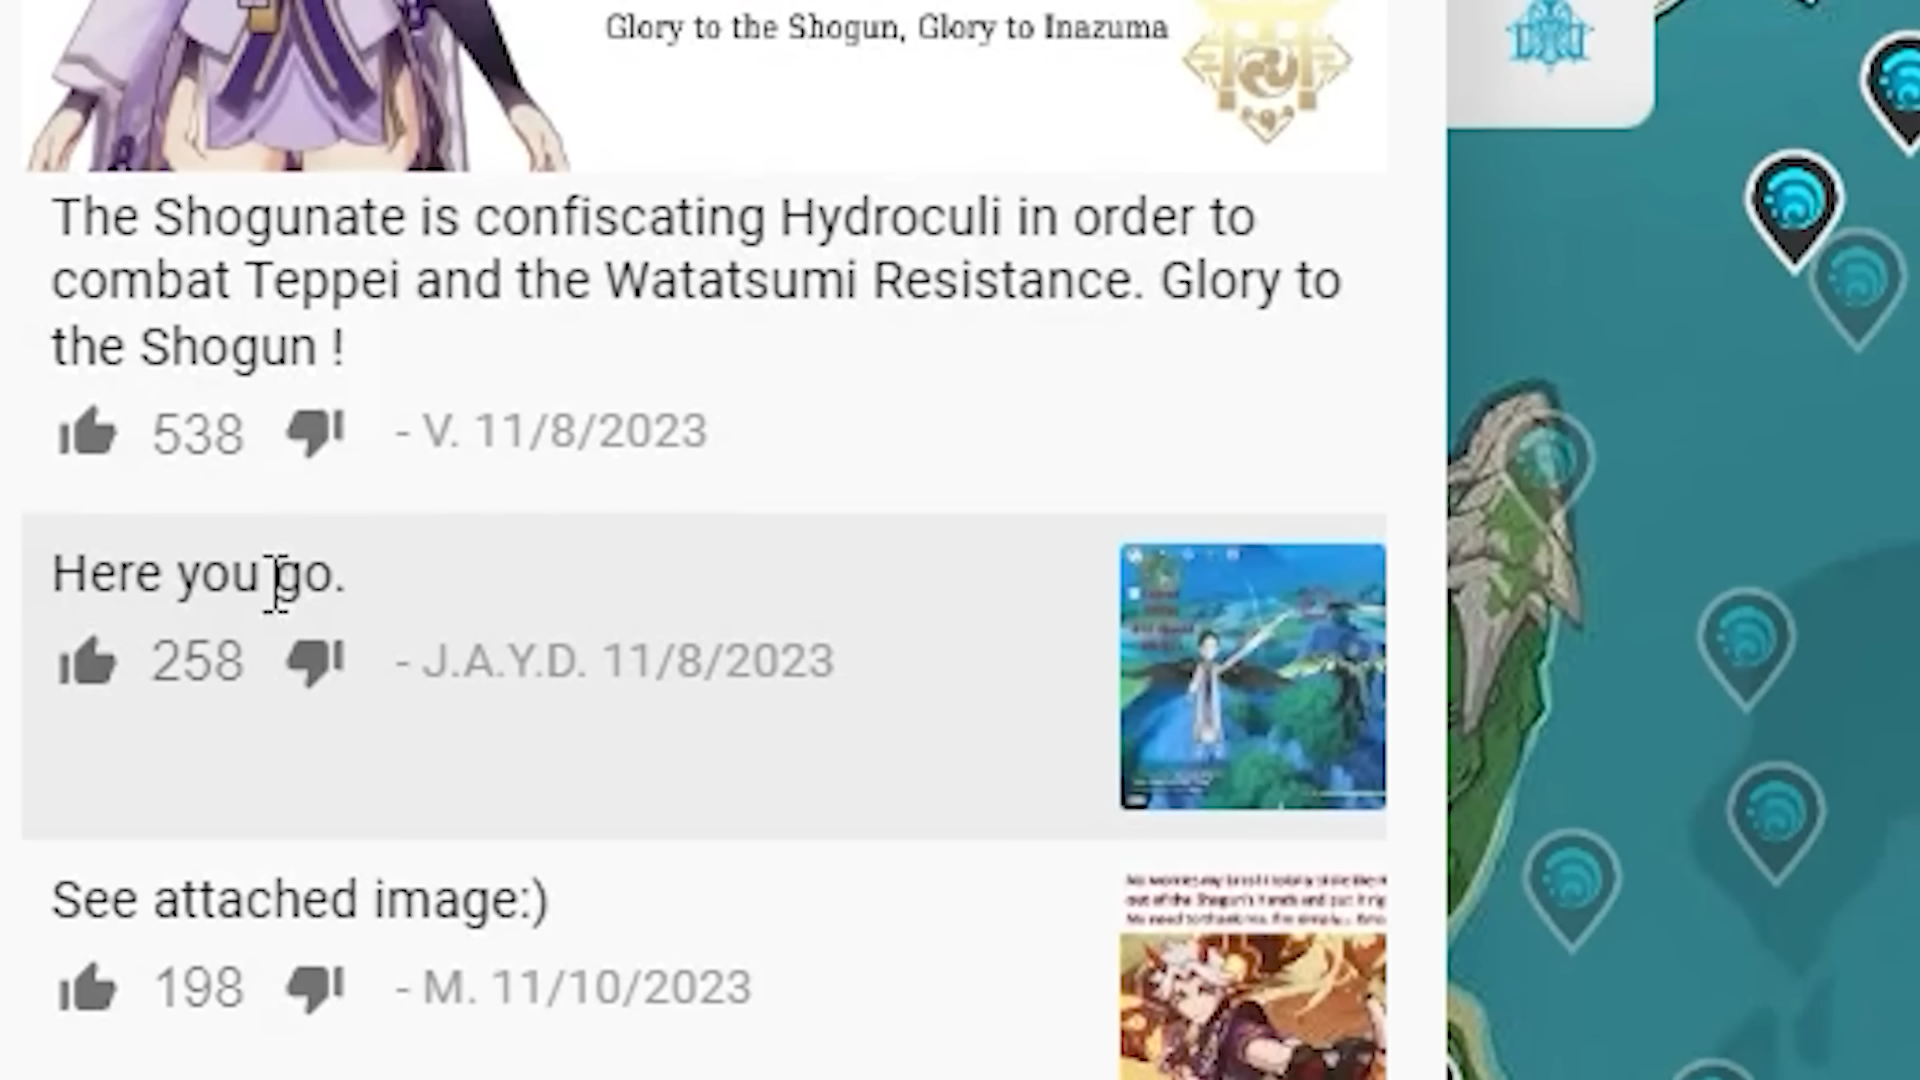 Glory to the Shogun, Glory to Inazuma
The Shogunate is confiscating Hydroculi in order to
combat Teppei and the Watatsumi Resistance. Glory to
the Shogun !
538 - V. 11/8/2023
Here you go.
258 - J.A.Y.D. 11/8/2023
See attached image:)
198 - M. 11/10/2023